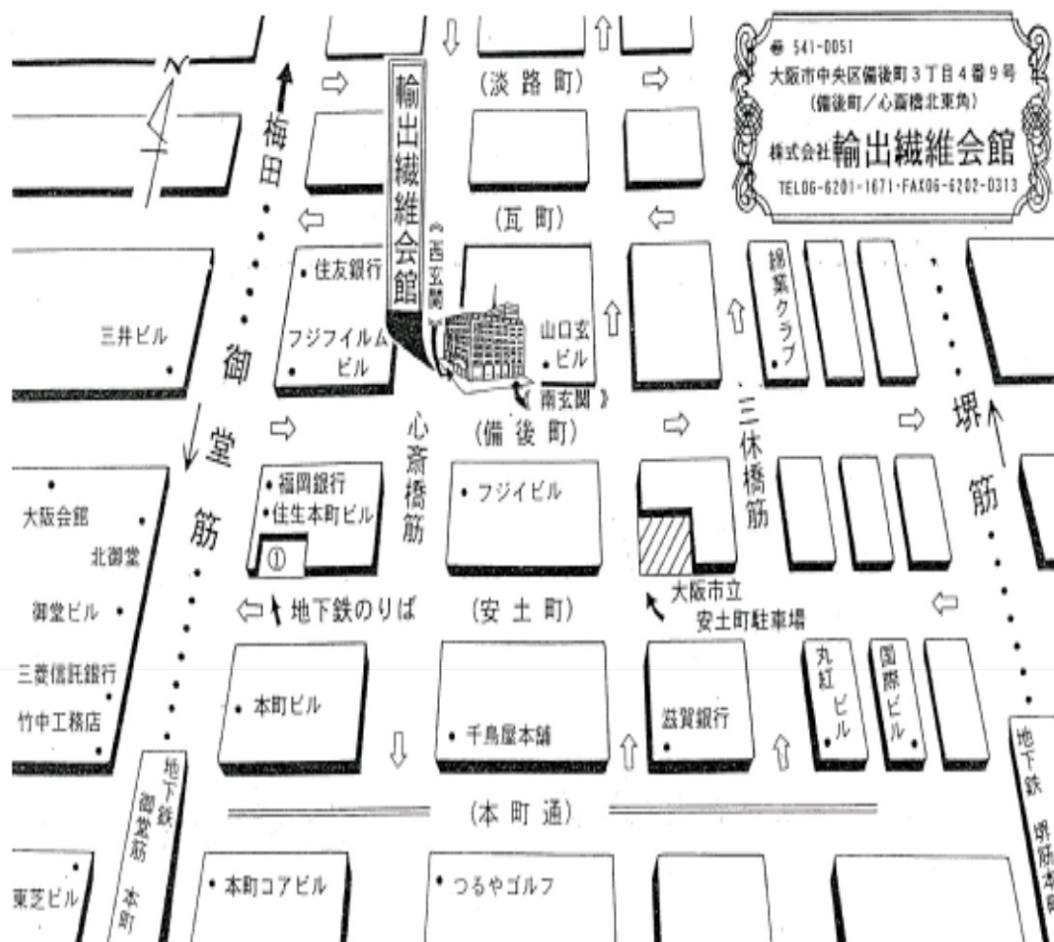 〠 541-0051
大阪市中央区備後町3丁目4番9号
(備後町/心斎橋北東角)
株式会社輸出繊維会館
TEL06-6201-1671・FAX06-6202-0313
N
梅田
(淡路町)
輸出繊維会館
(瓦町)
《西玄関》
住友銀行
フジフイルム
ビル
三井ビル
山口玄
ビル
《南玄関》
綿業クラブ
御堂筋
(備後町)
心斎橋筋
三休橋筋
堺筋
大阪会館
北御堂
御堂ビル
三菱信託銀行
竹中工務店
福岡銀行
住生本町ビル
①
地下鉄のりば
フジイビル
(安土町)
大阪市立
安土町駐車場
本町ビル
千鳥屋本舗
滋賀銀行
丸紅ビル
国際ビル
(本町通)
地下鉄
御堂筋 本町
地下鉄 堺筋本町
東芝ビル
本町コアビル
つるやゴルフ